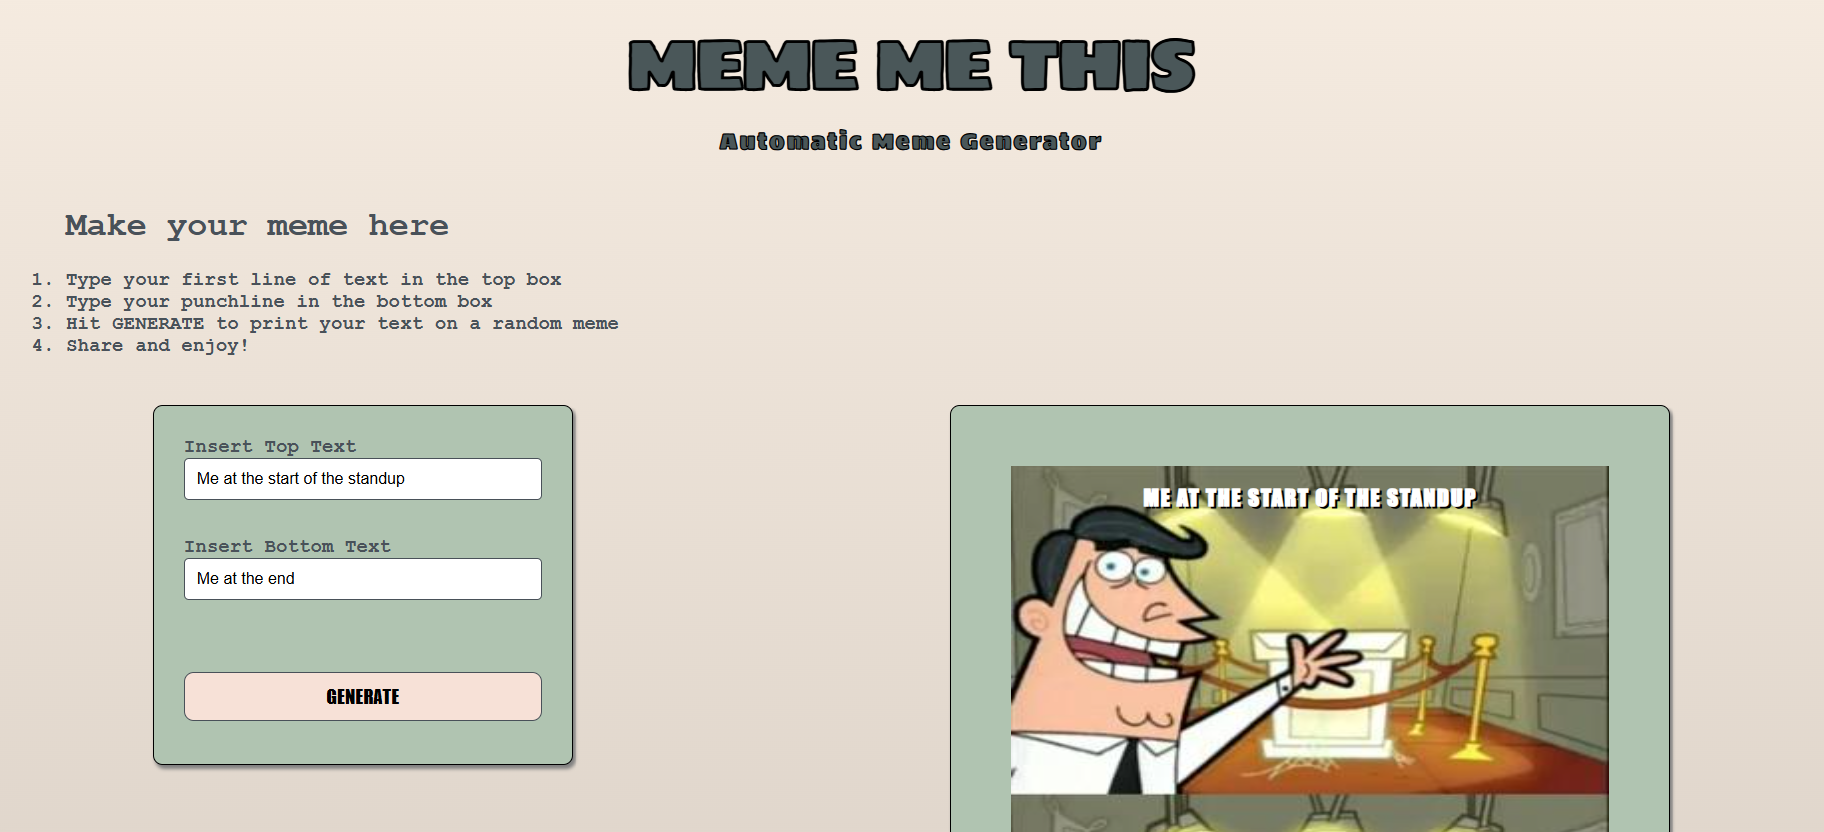 MEME ME THIS
Automatic Meme Generator
Make your meme here
1. Type your first line of text in the top box
2. Type your punchline in the bottom box
3. Hit GENERATE to print your text on a random meme
4. Share and enjoy!
Insert Top Text
Me at the start of the standup
Insert Bottom Text
Me at the end
GENERATE
ME AT THE START OF THE STANDUP